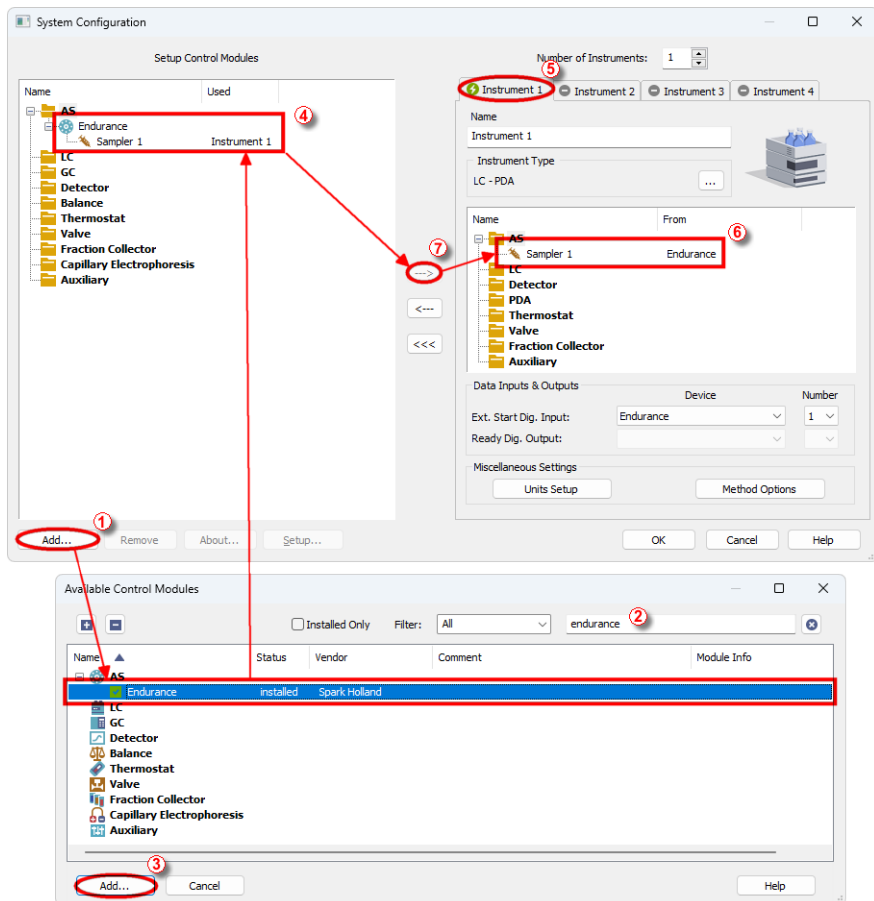 System Configuration
Setup Control Modules
Number of Instruments: 1
⑤
Name Used
AS
Endurance
④
Sampler 1 Instrument 1
LC
GC
Detector
Balance
Thermostat
Valve
Fraction Collector
Capillary Electrophoresis
Auxiliary
⑦
--->
<---
<<<
Instrument 1 Instrument 2 Instrument 3 Instrument 4
Name
Instrument 1
Instrument Type
LC - PDA ...
Name From
⑥
AS
Sampler 1 Endurance
LC
Detector
PDA
Thermostat
Valve
Fraction Collector
Auxiliary
Data Inputs & Outputs
Device Number
Ext. Start Dig. Input: Endurance 1
Ready Dig. Output:
Miscellaneous Settings
Units Setup Method Options
①
Add... Remove About... Setup...
OK Cancel Help
Available Control Modules
Installed Only Filter: All endurance ②
Name Status Vendor Comment Module Info
AS
Endurance installed Spark Holland
LC
GC
Detector
Balance
Thermostat
Valve
Fraction Collector
Capillary Electrophoresis
Auxiliary
③
Add... Cancel Help